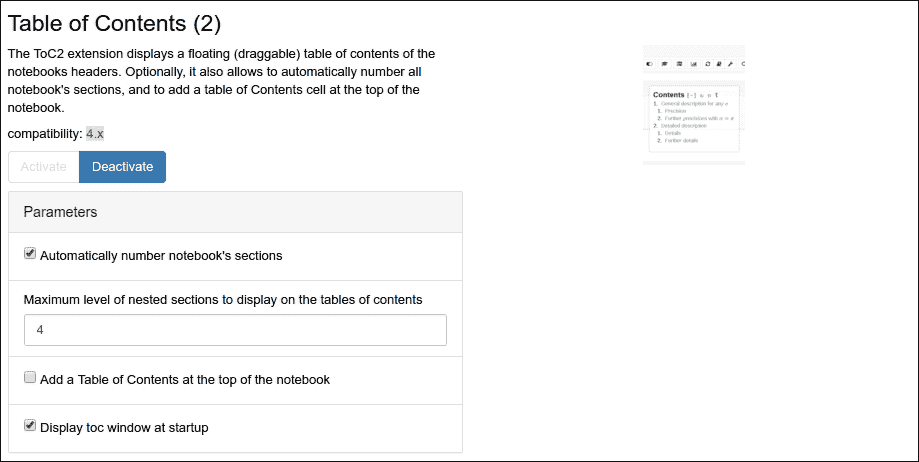 Table of Contents (2)
The ToC2 extension displays a floating (draggable) table of contents of the
notebooks headers. Optionally, it also allows to automatically number all
notebook's sections, and to add a table of Contents cell at the top of the
notebook.
compatibility: 4.x
Activate Deactivate
Parameters
Automatically number notebook's sections
Maximum level of nested sections to display on the tables of contents
4
Add a Table of Contents at the top of the notebook
Display toc window at startup
Contents [-] n t
1. General description for any
1. Precision
2. Further precisions with
2. Detailed description
1. Details
2. Further details